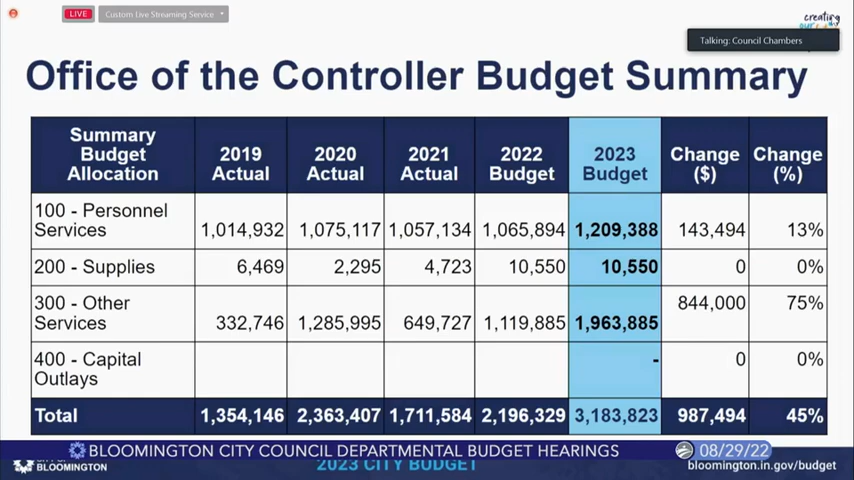 LIVE Custom Live Streaming Service
creating
Talking: Council Chambers
Office of the Controller Budget Summary
Summary Budget Allocation 2019 Actual 2020 Actual 2021 Actual 2022 Budget 2023 Budget Change ($) Change (%)
100 - Personnel Services 1,014,932 1,075,117 1,057,134 1,065,894 1,209,388 143,494 13%
200 - Supplies 6,469 2,295 4,723 10,550 10,550 0 0%
300 - Other Services 332,746 1,285,995 649,727 1,119,885 1,963,885 844,000 75%
400 - Capital Outlays - 0 0%
Total 1,354,146 2,363,407 1,711,584 2,196,329 3,183,823 987,494 45%
BLOOMINGTON CITY COUNCIL DEPARTMENTAL BUDGET HEARINGS 08/29/22
BLOOMINGTON 2023 CITY BUDGET bloomington.in.gov/budget